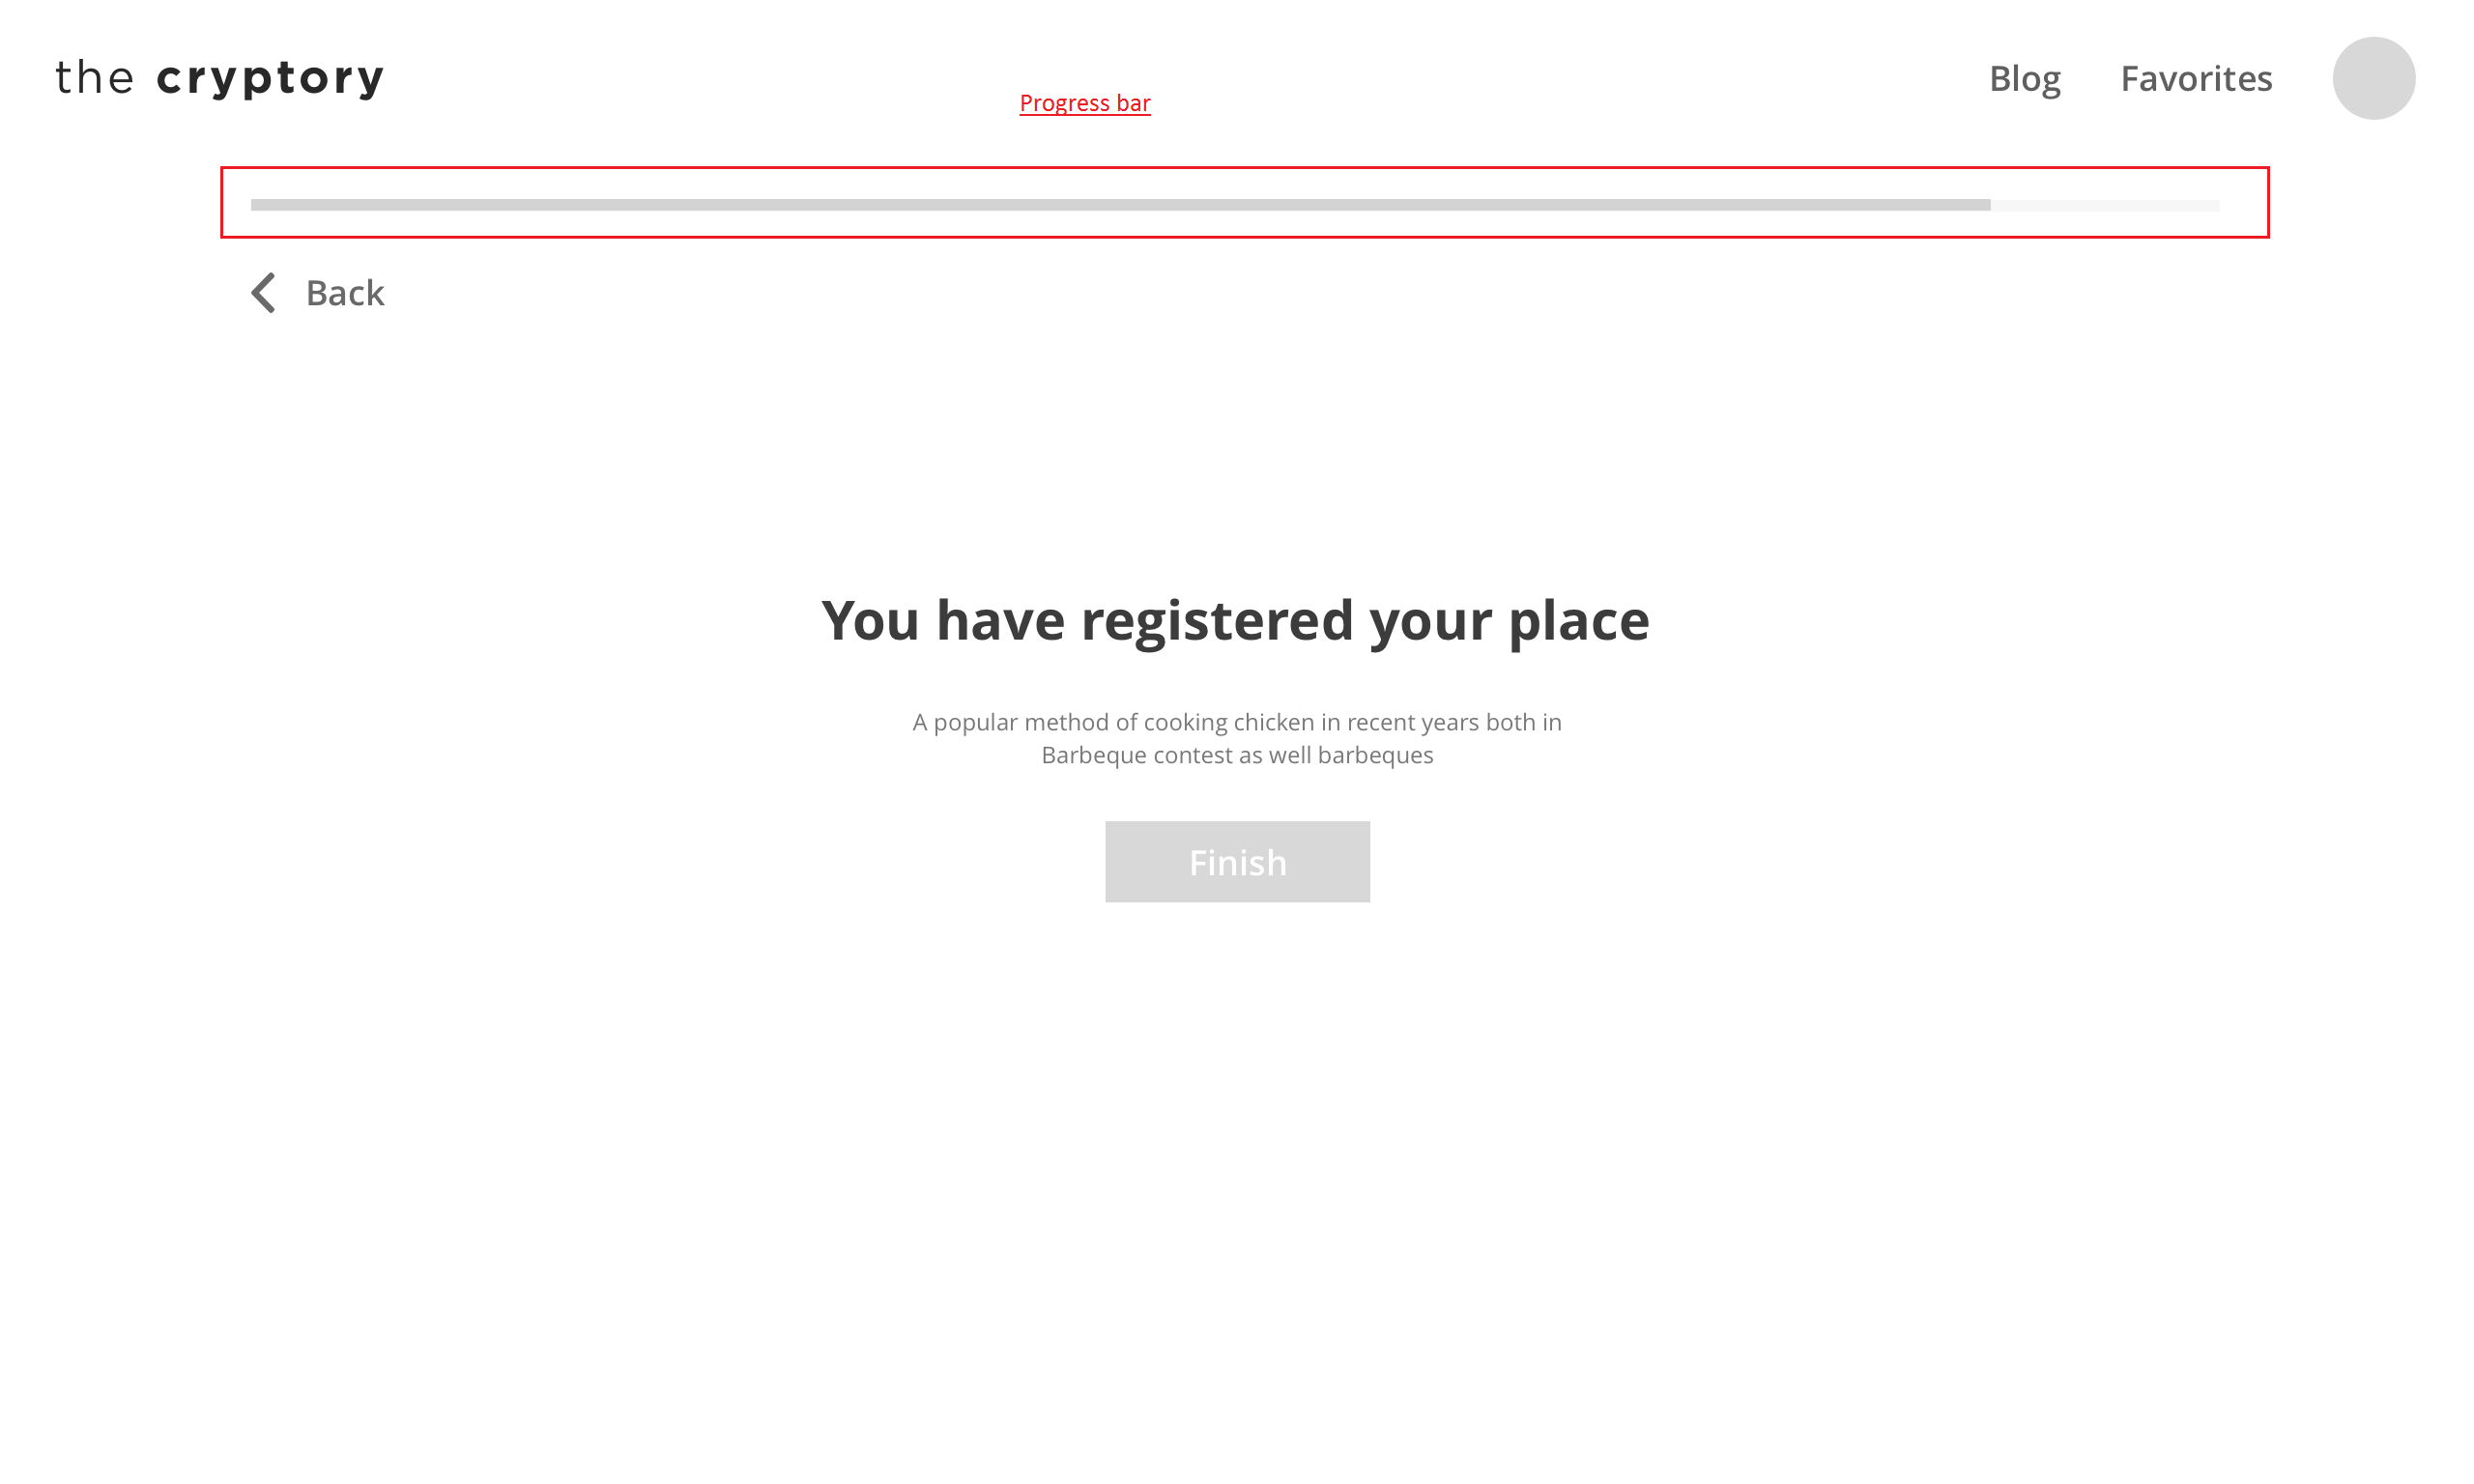 the cryptory
Progress bar
Blog
Favorites
Back
You have registered your place
A popular method of cooking chicken in recent years both in
Barbeque contest as well barbeques
Finish